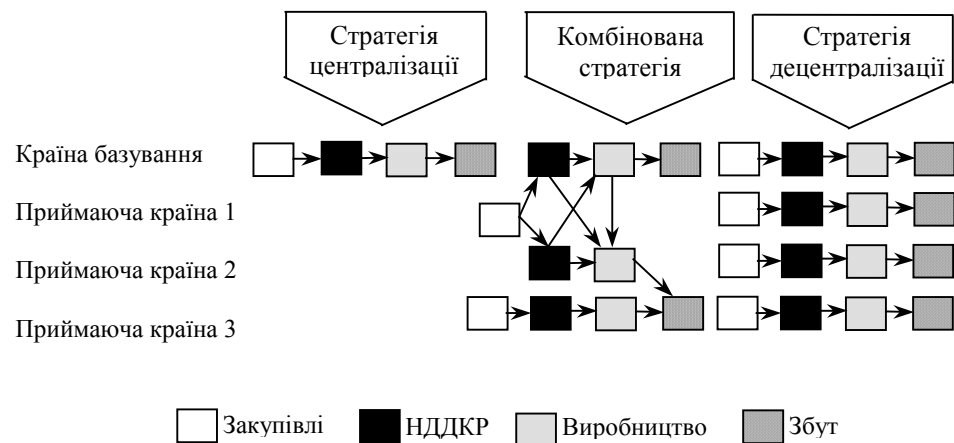 Стратегія
централізації
Комбінована
стратегія
Стратегія
децентралізації
Країна базування
Приймаюча країна 1
Приймаюча країна 2
Приймаюча країна 3
Закупівлі
НДДКР
Виробництво
Збут